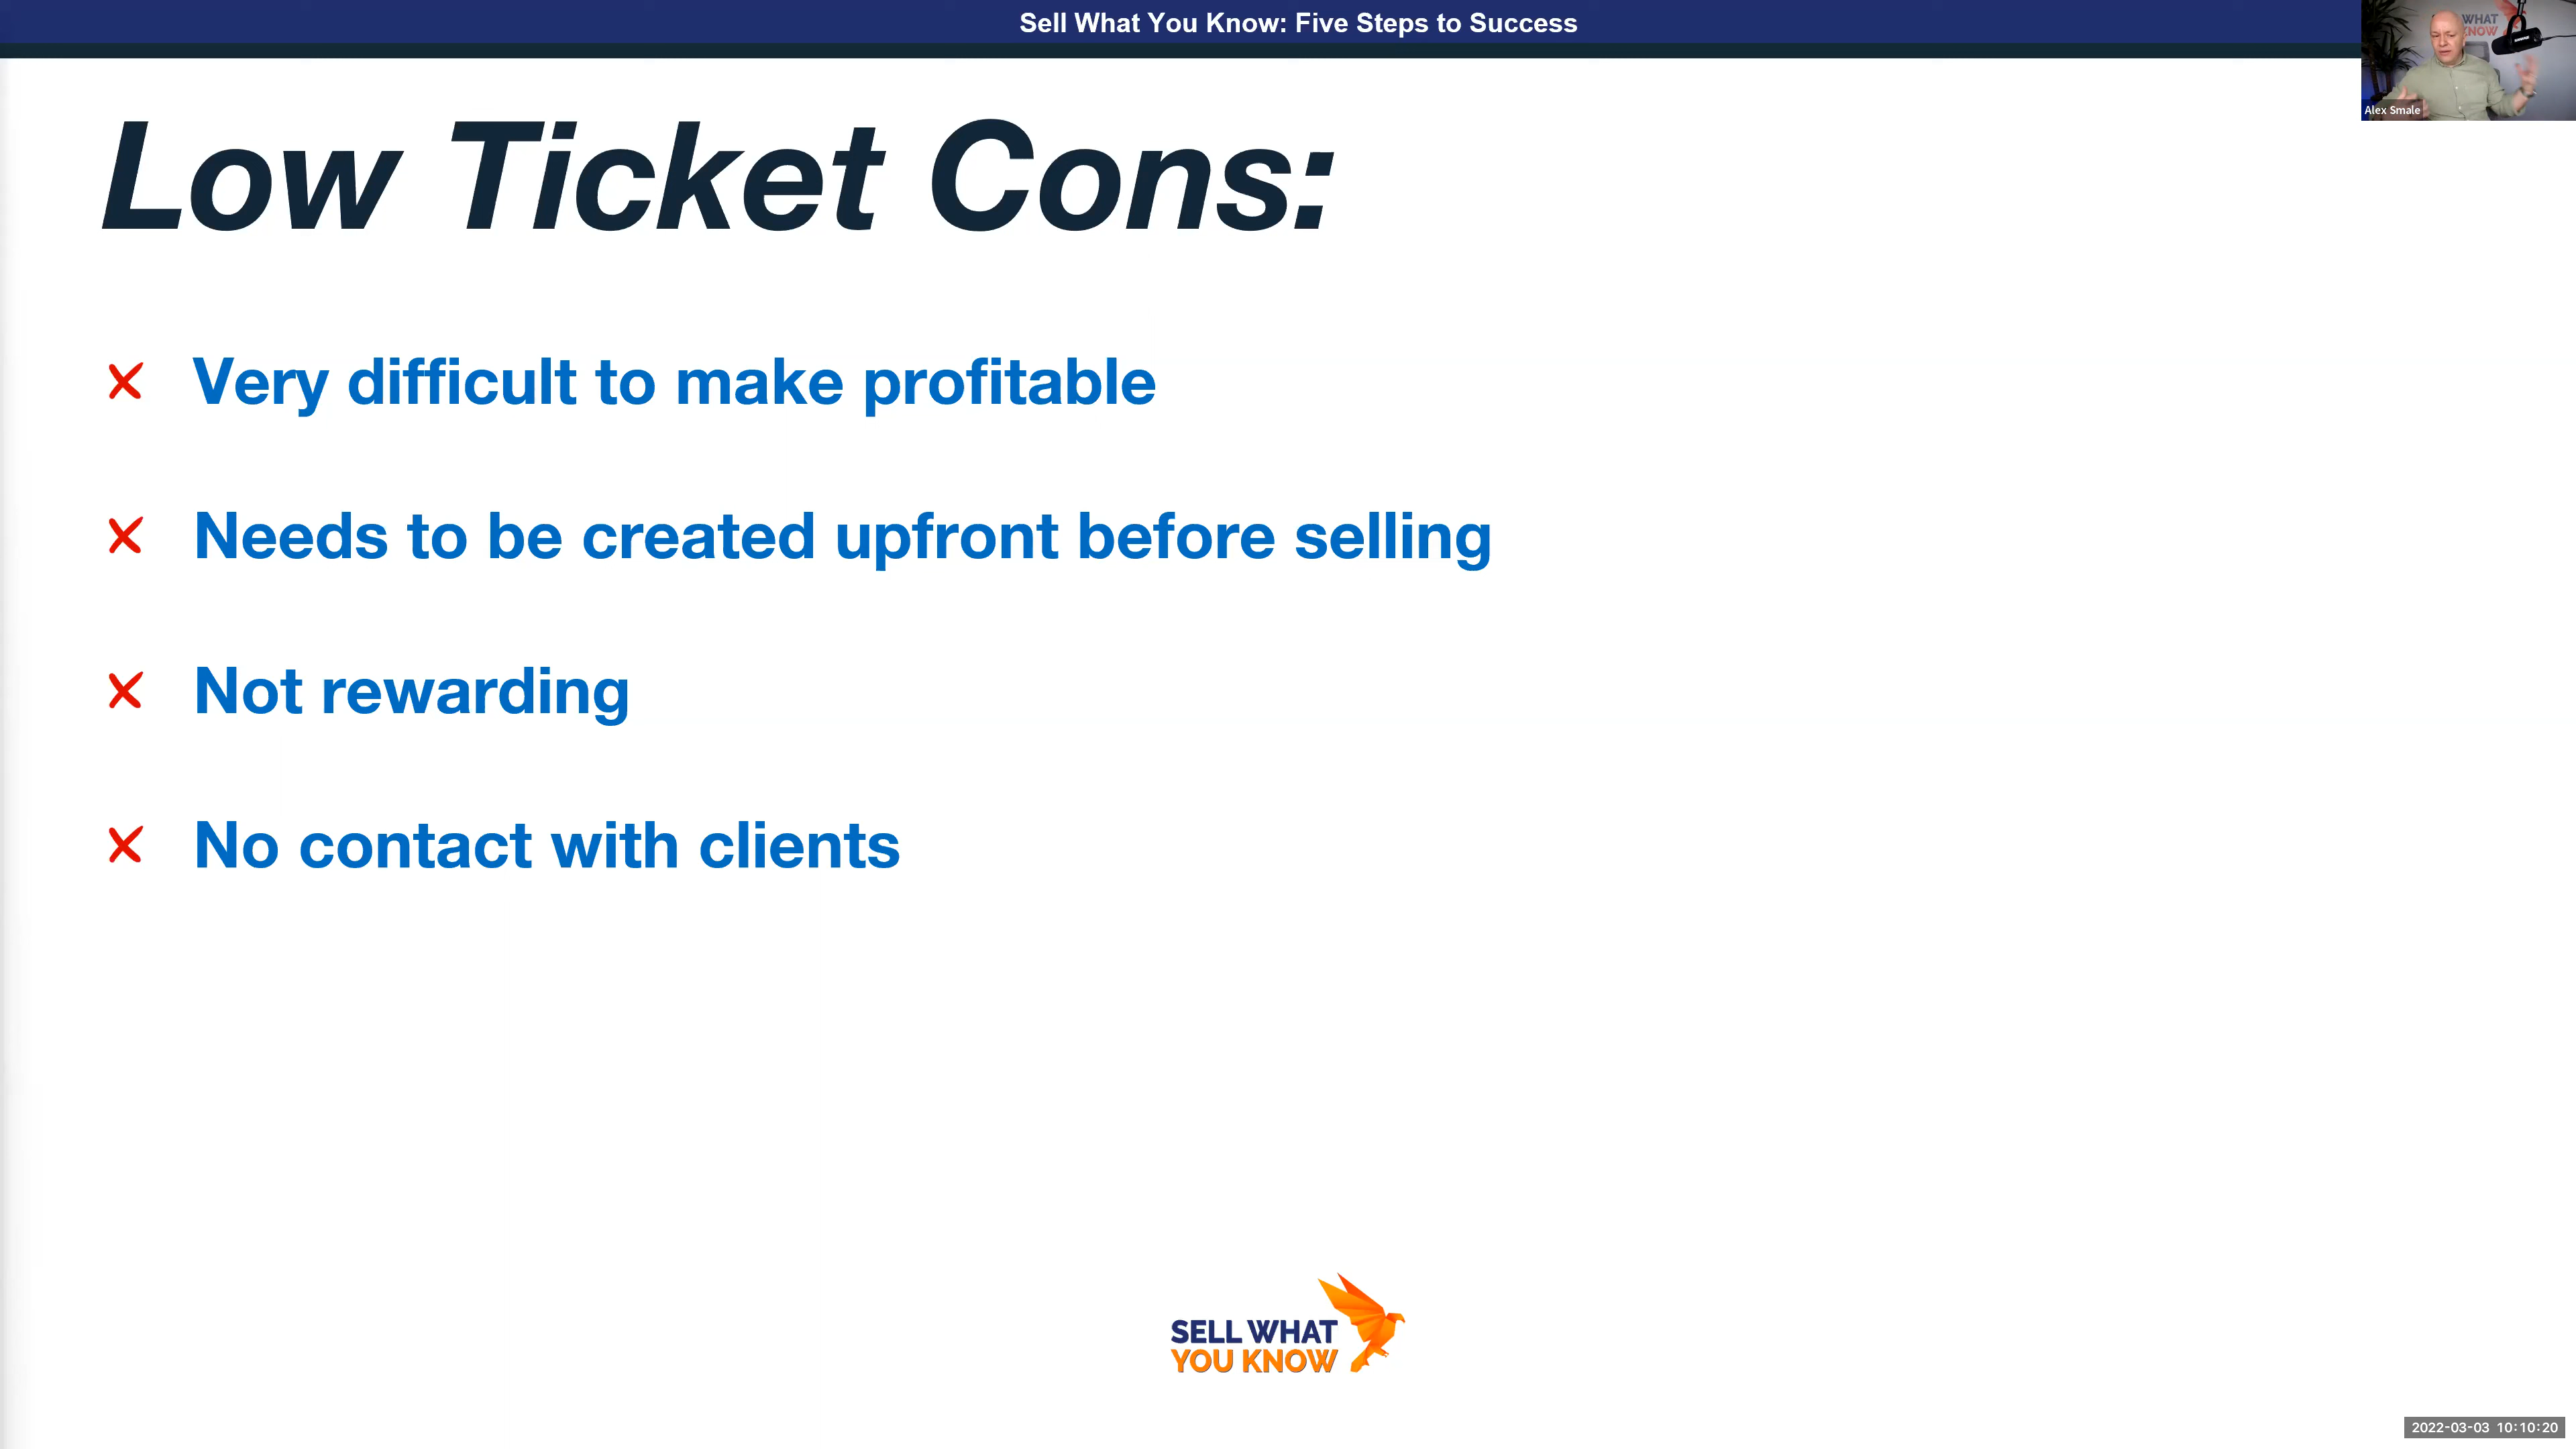 Sell What You Know: Five Steps to Success
WHAT
KNOW
Alex Smale
Low Ticket Cons:
Very difficult to make profitable
Needs to be created upfront before selling
Not rewarding
No contact with clients
SELL WHAT
YOU KNOW
2022-03-03 10:10:20